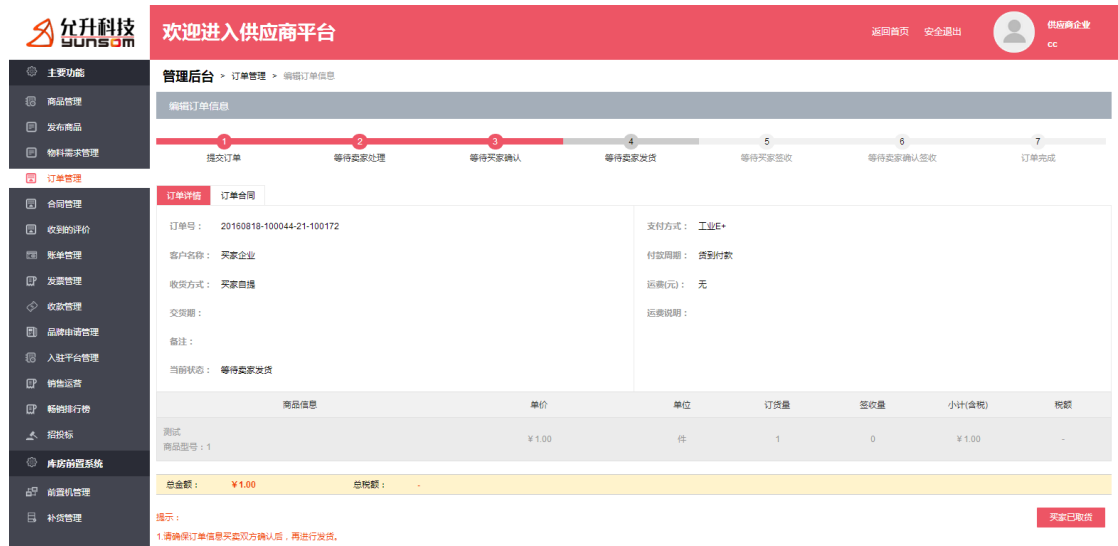 允升科技
YUNSOM
欢迎进入供应商平台
返回首页 安全退出
供应商企业
cc
主要功能
商品管理
发布商品
物料需求管理
订单管理
合同管理
收到的评价
账单管理
发票管理
收款管理
品牌申请管理
入驻平台管理
销售运营
畅销排行榜
招投标
库房前置系统
前置机管理
补货管理
管理后台 > 订单管理 > 编辑订单信息
编辑订单信息
1 2 3 4 5 6 7
提交订单 等待卖家处理 等待买家确认 等待卖家发货 等待买家签收 等待卖家确认签收 订单完成
订单详情 订单合同
订单号： 20160818-100044-21-100172 支付方式： 工业E+
客户名称： 买家企业 付款周期： 货到付款
收货方式： 买家自提 运费(元)： 无
交货期： 运费说明：
备注：
当前状态： 等待卖家发货
商品信息 单价 单位 订货量 签收量 小计(含税) 税额
测试 ¥ 1.00 件 1 0 ¥ 1.00 -
商品型号：1
总金额： ¥ 1.00 总税额： -
提示：
1.请确保订单信息买卖双方确认后，再进行发货。
买家已取货